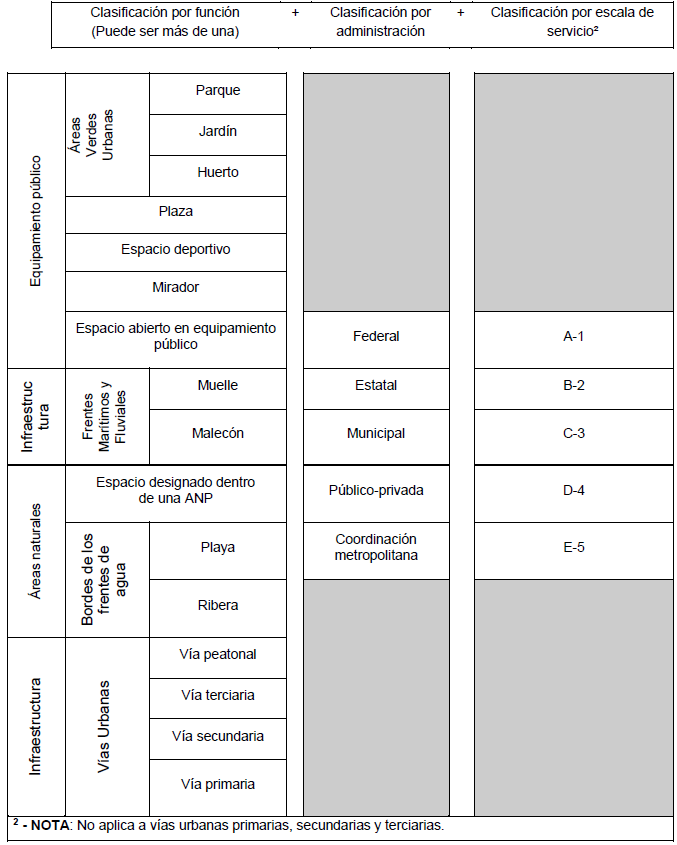 Clasificación por función
(Puede ser más de una)
+
Clasificación por
administración
+
Clasificación por escala de
servicio²
Equipamiento público
Áreas
Verdes
Urbanas
Parque
Jardín
Huerto
Plaza
Espacio deportivo
Mirador
Espacio abierto en equipamiento
público
Federal
A-1
Infraestruc
tura
Frentes
Marítimos y
Fluviales
Muelle
Estatal
B-2
Malecón
Municipal
C-3
Áreas naturales
Espacio designado dentro
de una ANP
Público-privada
D-4
Bordes de los
frentes de
agua
Playa
Coordinación
metropolitana
E-5
Ribera
Infraestructura
Vías Urbanas
Vía peatonal
Vía terciaria
Vía secundaria
Vía primaria
² - NOTA: No aplica a vías urbanas primarias, secundarias y terciarias.